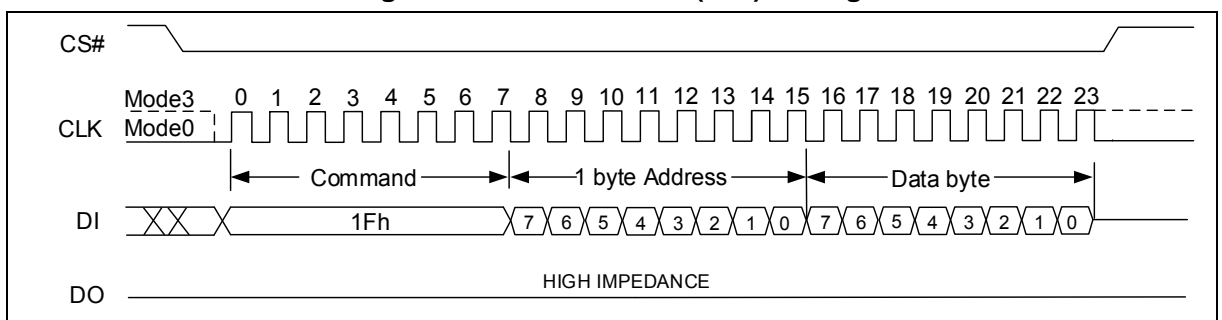 CS#
Mode3 0 1 2 3 4 5 6 7 8 9 10 11 12 13 14 15 16 17 18 19 20 21 22 23
CLK Mode0
Command 1 byte Address Data byte
DI 1Fh 7 6 5 4 3 2 1 0 7 6 5 4 3 2 1 0
HIGH IMPEDANCE
DO